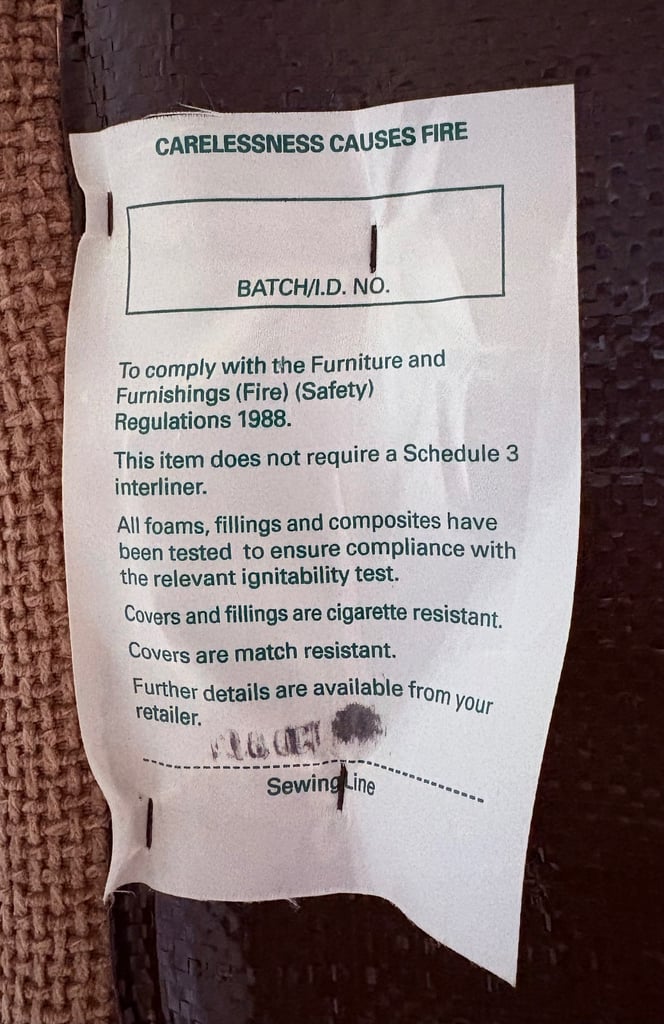 CARELESSNESS CAUSES FIRE
BATCH/I.D. NO.
To comply with the Furniture and
Furnishings (Fire) (Safety)
Regulations 1988.
This item does not require a Schedule 3
interliner.
All foams, fillings and composites have
been tested to ensure compliance with
the relevant ignitability test.
Covers and fillings are cigarette resistant.
Covers are match resistant.
Further details are available from your
retailer.
Sewing Line